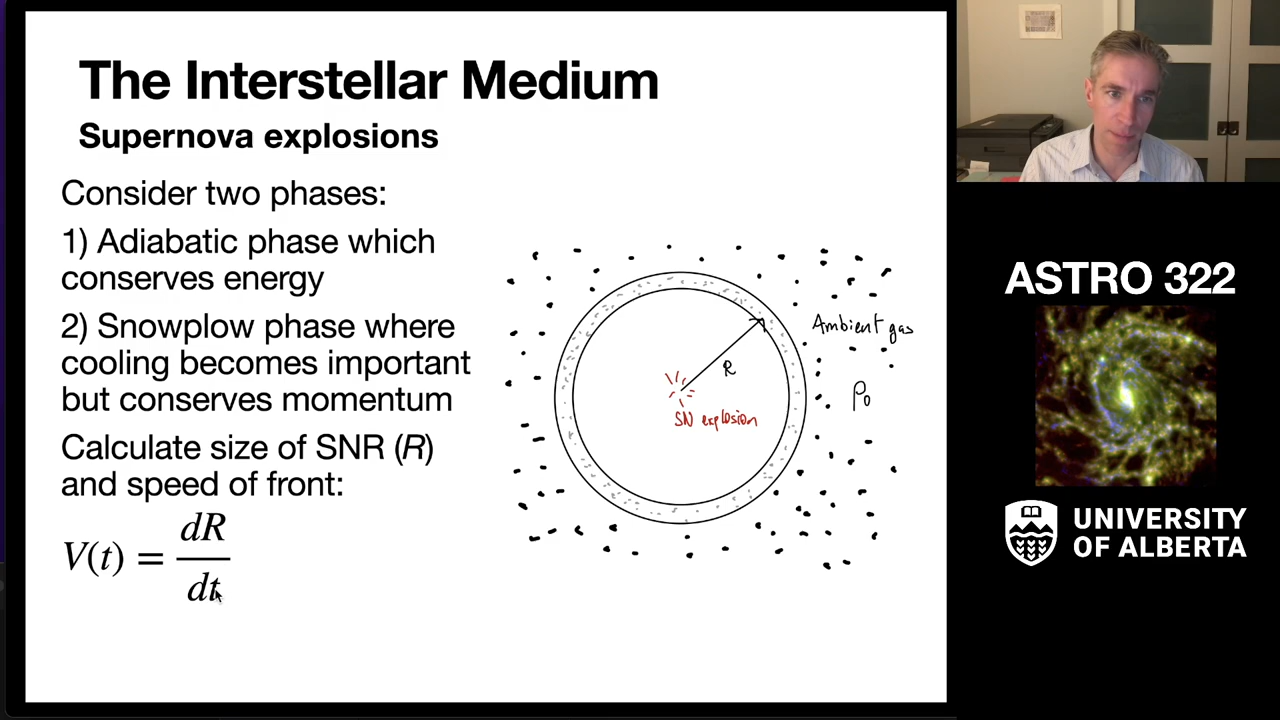 The Interstellar Medium
Supernova explosions
Consider two phases:
1) Adiabatic phase which
conserves energy
2) Snowplow phase where
cooling becomes important
but conserves momentum
Calculate size of SNR (R)
and speed of front:
V(t) = dR/dt
Ambient gas
R
ρ₀
SN explosion
ASTRO 322
UNIVERSITY
OF ALBERTA